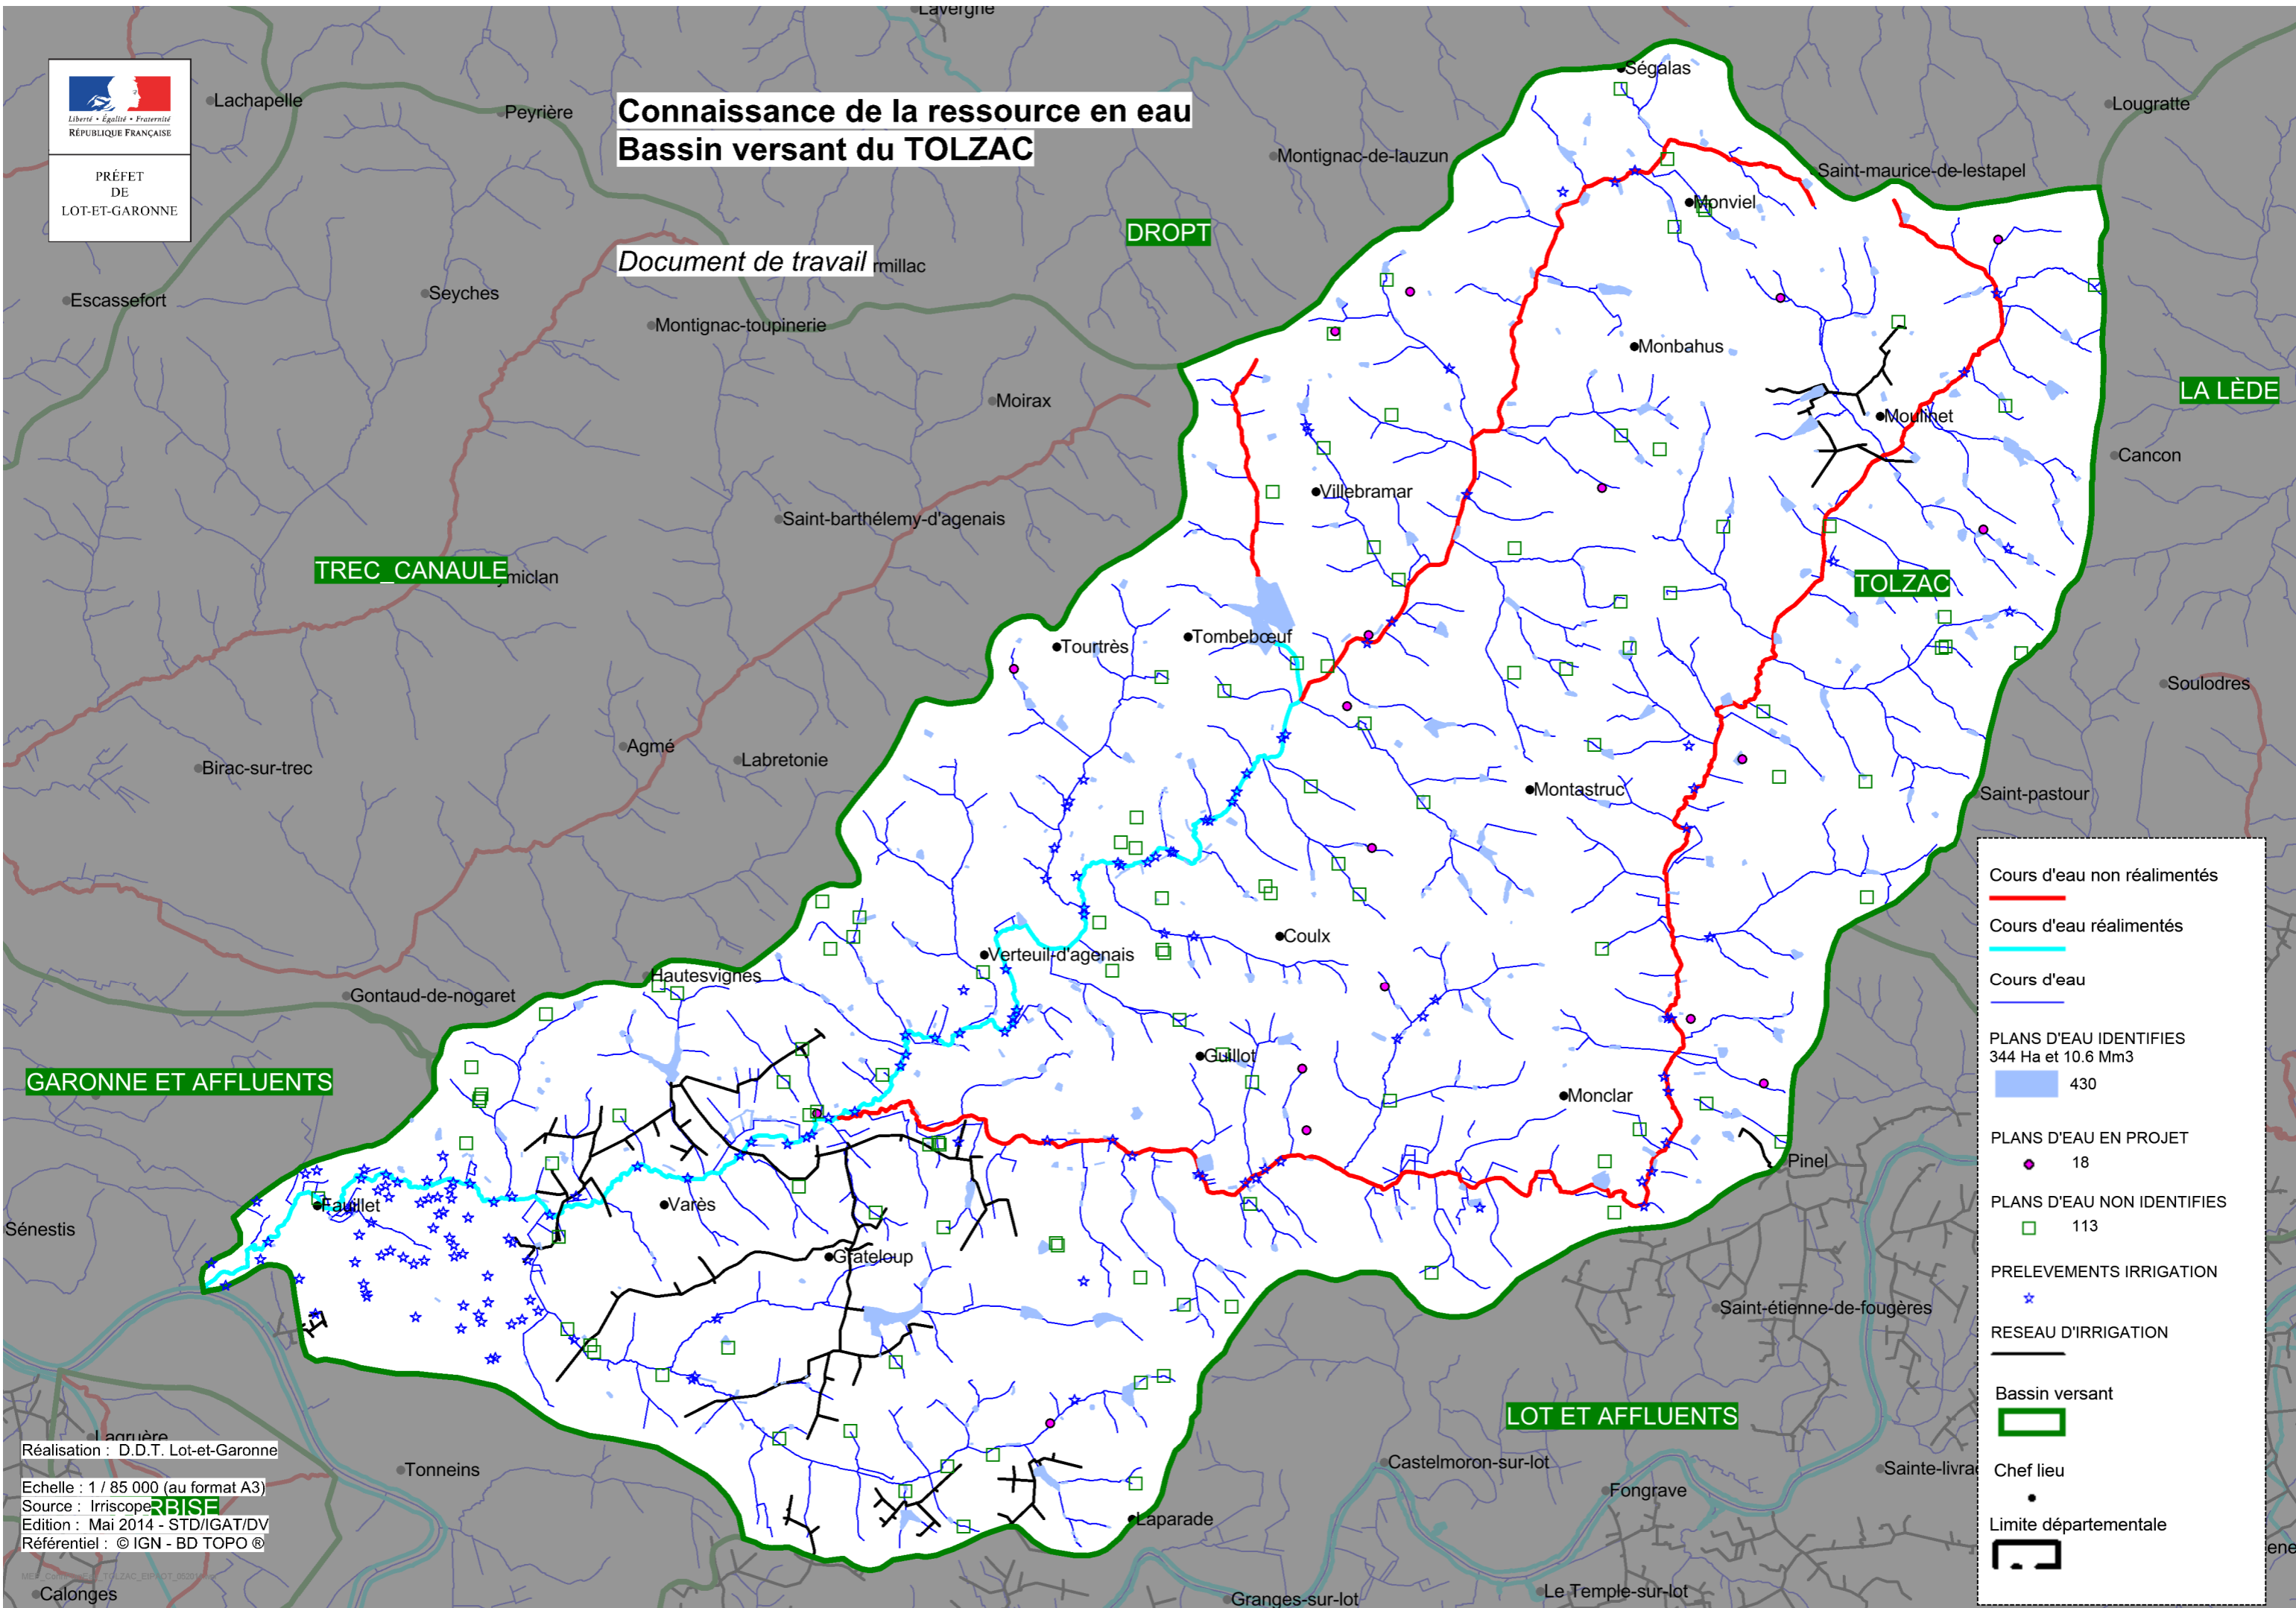 Lavergne
Liberté • Égalité • Fraternité
RÉPUBLIQUE FRANÇAISE
PRÉFET
DE
LOT-ET-GARONNE
Connaissance de la ressource en eau
Bassin versant du TOLZAC
Document de travail
rmillac
Lachapelle
Peyrière
Ségalas
Lougratte
Montignac-de-lauzun
Saint-maurice-de-lestapel
Monviel
DROPT
Escassefort
Seyches
Montignac-toupinerie
Monbahus
LA LÈDE
Moirax
Moulinet
Cancon
Villebramar
Saint-barthélemy-d'agenais
TREC_CANAULE
miclan
TOLZAC
Tourtrès
Tombebœuf
Soulodres
Agmé
Labretonie
Birac-sur-trec
Montastruc
Saint-pastour
Coulx
Verteuil-d'agenais
Hautesvignes
Gontaud-de-nogaret
Guillot
GARONNE ET AFFLUENTS
Monclar
Pinel
Fauillet
Varès
Sénestis
Grateloup
Saint-étienne-de-fougères
LOT ET AFFLUENTS
Lagruère
Tonneins
Castelmoron-sur-lot
Sainte-livra
Fongrave
Laparade
Calonges
Granges-sur-lot
Le Temple-sur-lot
ene
Réalisation : D.D.T. Lot-et-Garonne
Echelle : 1 / 85 000 (au format A3)
Source : Irriscope
RBISE
Edition : Mai 2014 - STD/IGAT/DV
Référentiel : © IGN - BD TOPO ®
Cours d'eau non réalimentés
Cours d'eau réalimentés
Cours d'eau
PLANS D'EAU IDENTIFIES
344 Ha et 10.6 Mm3
430
PLANS D'EAU EN PROJET
18
PLANS D'EAU NON IDENTIFIES
113
PRELEVEMENTS IRRIGATION
RESEAU D'IRRIGATION
Bassin versant
Chef lieu
Limite départementale